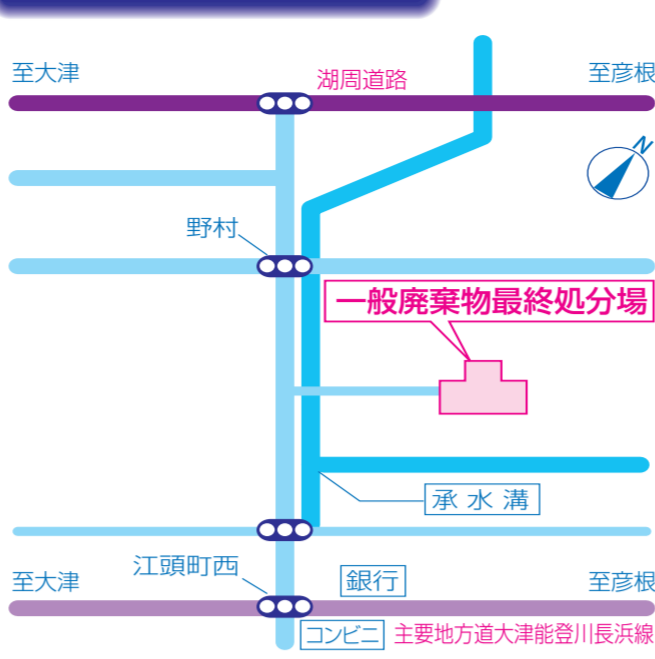 至大津
湖周道路
至彦根
N
野村
一般廃棄物最終処分場
承水溝
江頭町西
至大津
銀行
至彦根
コンビニ
主要地方道大津能登川長浜線